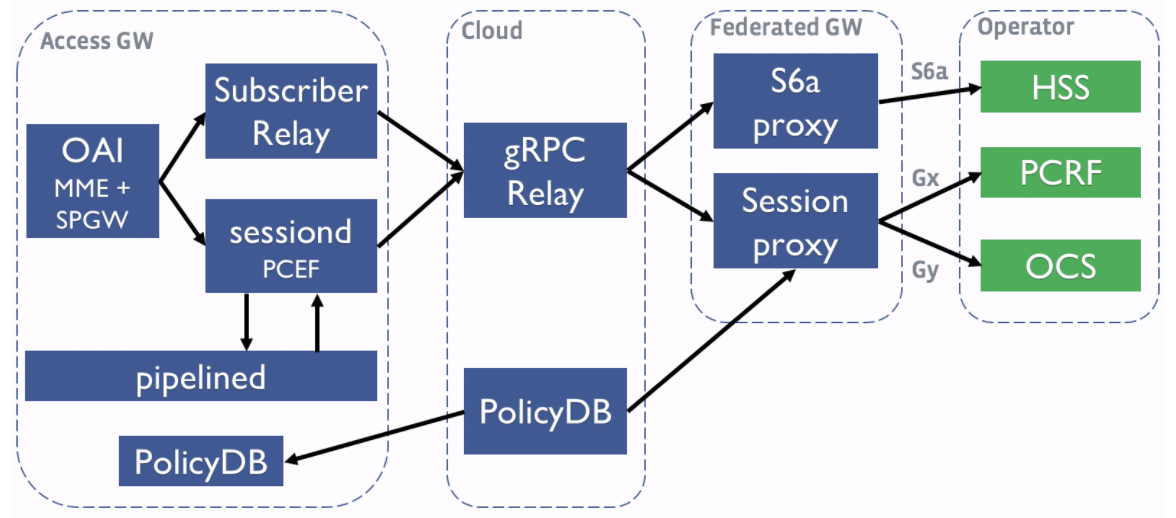 Access GW
OAI
MME +
SPGW
Subscriber
Relay
sessiond
PCEF
pipelined
PolicyDB
Cloud
gRPC
Relay
PolicyDB
Federated GW
S6a
proxy
Session
proxy
S6a
Gx
Gy
Operator
HSS
PCRF
OCS